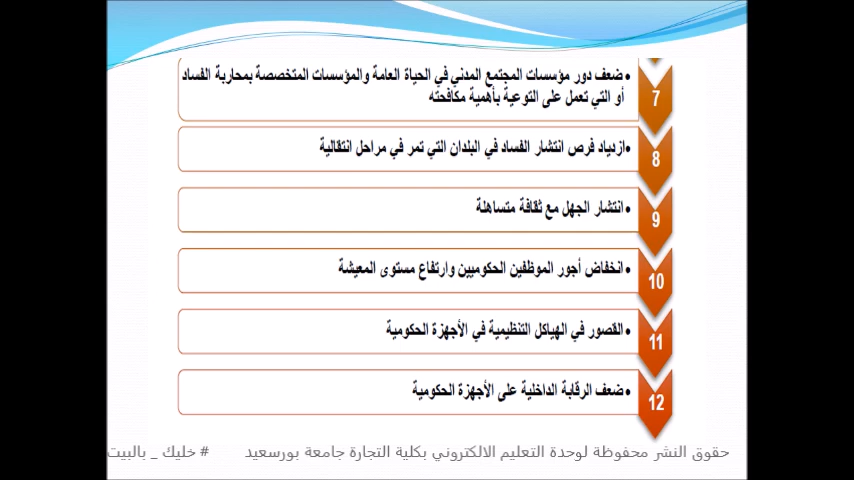 7
•ضعف دور مؤسسات المجتمع المدني في الحياة العامة والمؤسسات المتخصصة بمحاربة الفساد
أو التي تعمل على التوعية بأهمية مكافحته
8
•ازدياد فرص انتشار الفساد في البلدان التي تمر في مراحل انتقالية
9
•انتشار الجهل مع ثقافة متساهلة
10
•انخفاض أجور الموظفين الحكوميين وارتفاع مستوى المعيشة
11
•القصور في الهياكل التنظيمية في الأجهزة الحكومية
12
•ضعف الرقابة الداخلية على الأجهزة الحكومية
حقوق النشر محفوظة لوحدة التعليم الالكتروني بكلية التجارة جامعة بورسعيد # خليك _ بالبيت